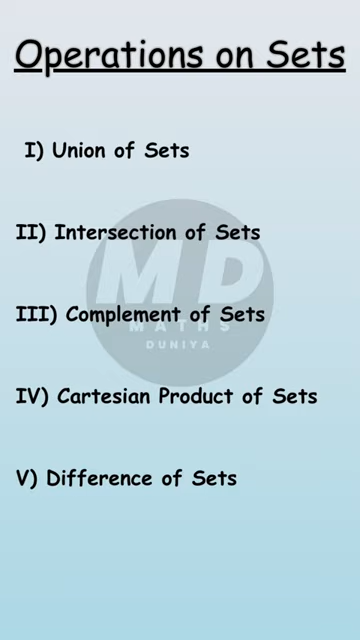 Operations on Sets
I) Union of Sets
II) Intersection of Sets
MD
III) Complement of Sets
MATHS
DUNIYA
IV) Cartesian Product of Sets
V) Difference of Sets